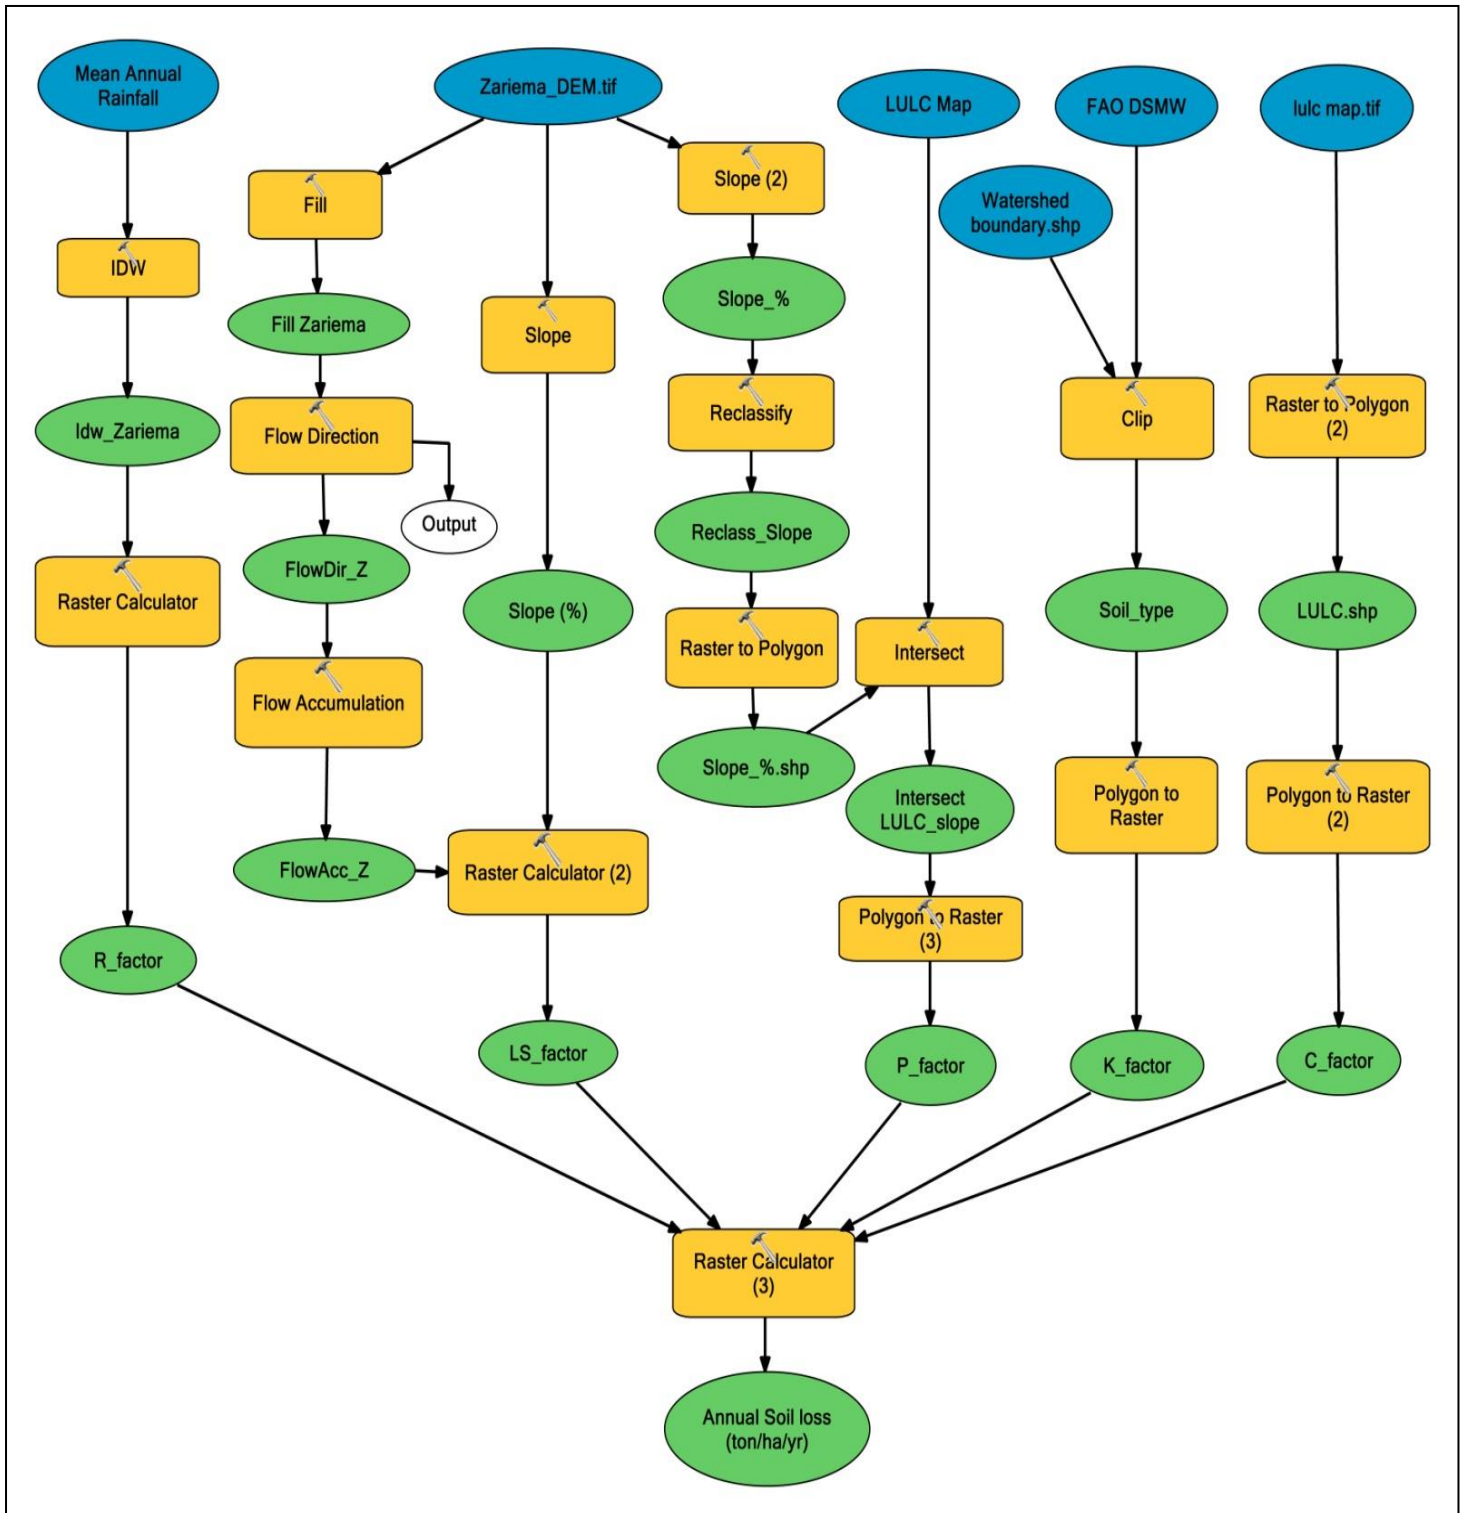 Mean Annual
Rainfall
Zariema_DEM.tif
LULC Map
FAO DSMW
lulc map.tif
Watershed
boundary.shp
Fill
Slope (2)
IDW
Fill Zariema
Slope
Slope_%
Idw_Zariema
Flow Direction
Reclassify
Clip
Raster to Polygon
(2)
Output
Reclass_Slope
FlowDir_Z
Raster Calculator
Slope (%)
Raster to Polygon
Intersect
Soil_type
LULC.shp
Flow Accumulation
Slope_%.shp
Intersect
LULC_slope
Polygon to
Raster
Polygon to Raster
(2)
FlowAcc_Z
Raster Calculator (2)
Polygon to Raster
(3)
R_factor
LS_factor
P_factor
K_factor
C_factor
Raster Calculator
(3)
Annual Soil loss
(ton/ha/yr)